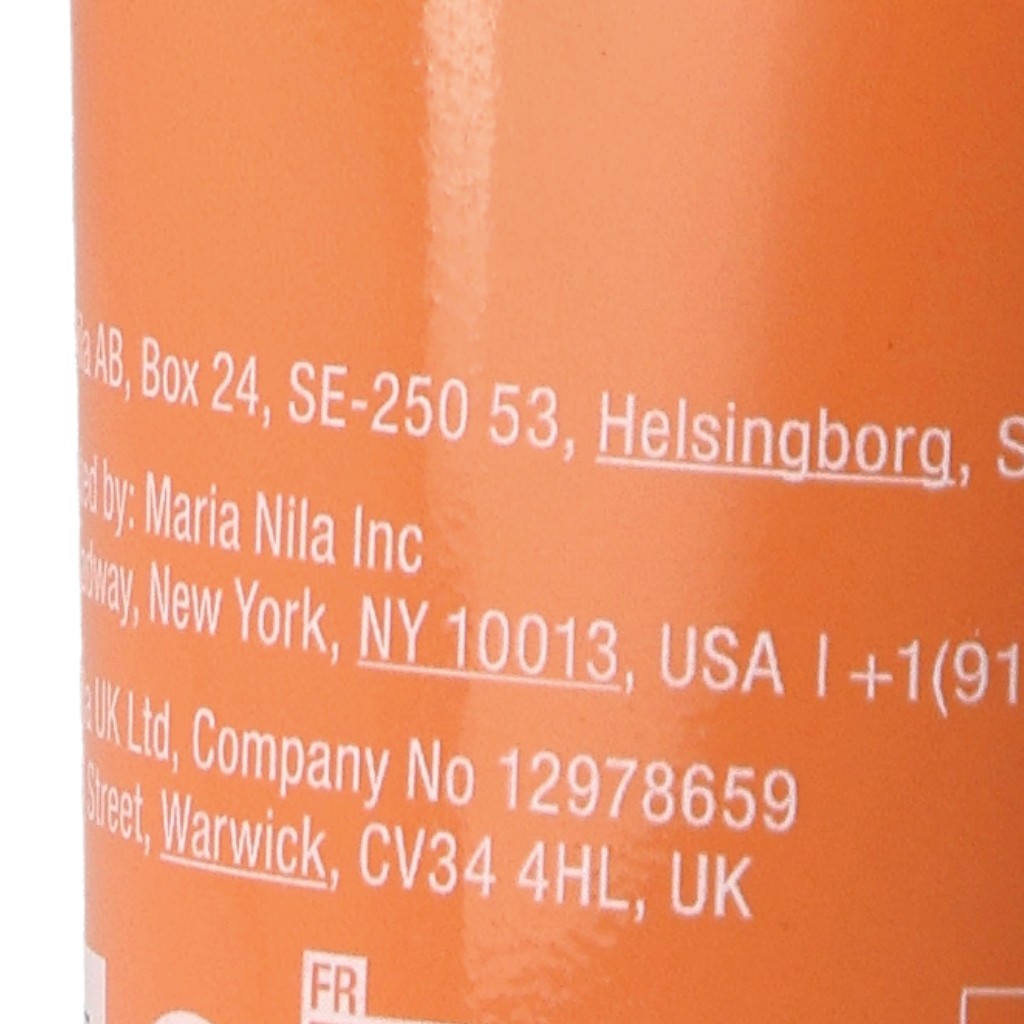 AB, Box 24, SE-250 53, Helsingborg, S
by: Maria Nila Inc
New York, NY 10013, USA I +1(91
UK Ltd, Company No 12978659
Street, Warwick, CV34 4HL, UK
FR